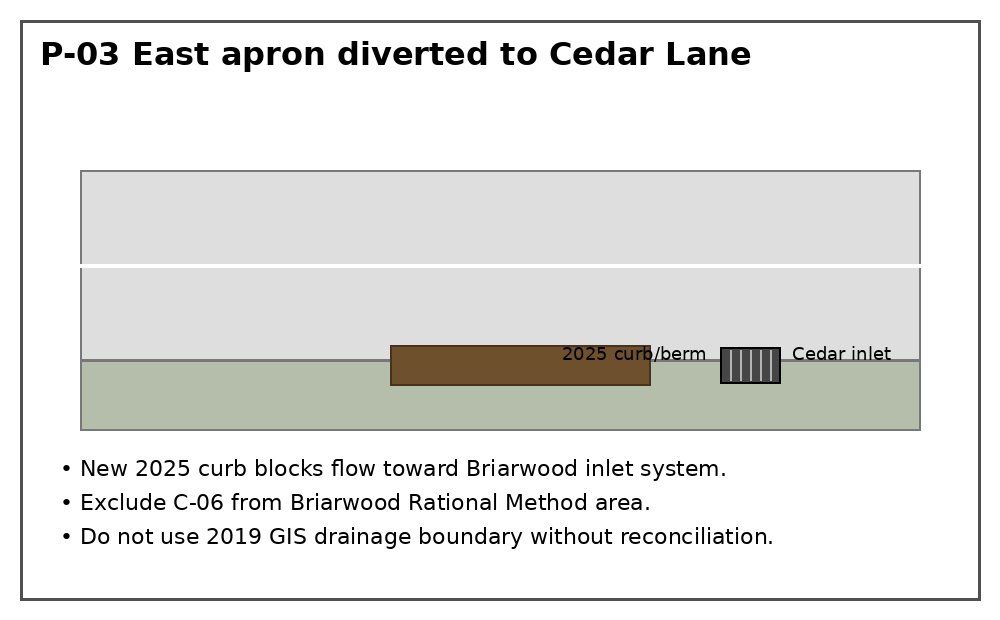 P-03 East apron diverted to Cedar Lane
2025 curb/berm
Cedar inlet
• New 2025 curb blocks flow toward Briarwood inlet system.
• Exclude C-06 from Briarwood Rational Method area.
• Do not use 2019 GIS drainage boundary without reconciliation.